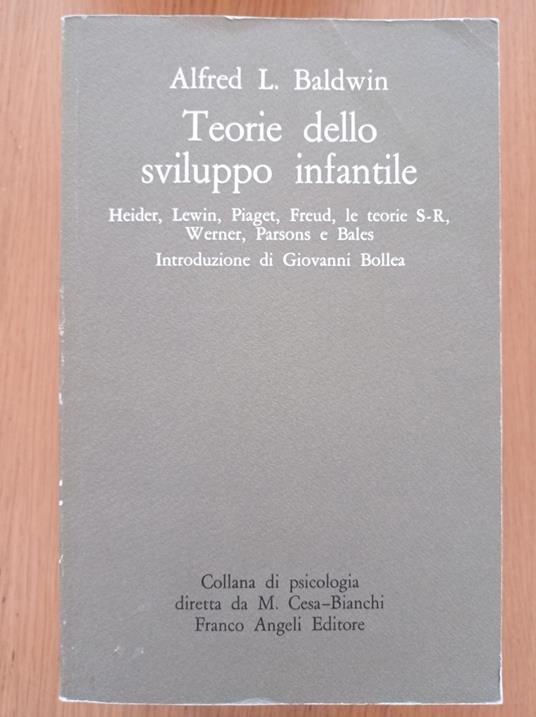 Alfred L. Baldwin
Teorie dello
sviluppo infantile
Heider, Lewin, Piaget, Freud, le teorie S-R,
Werner, Parsons e Bales
Introduzione di Giovanni Bollea
Collana di psicologia
diretta da M. Cesa-Bianchi
Franco Angeli Editore